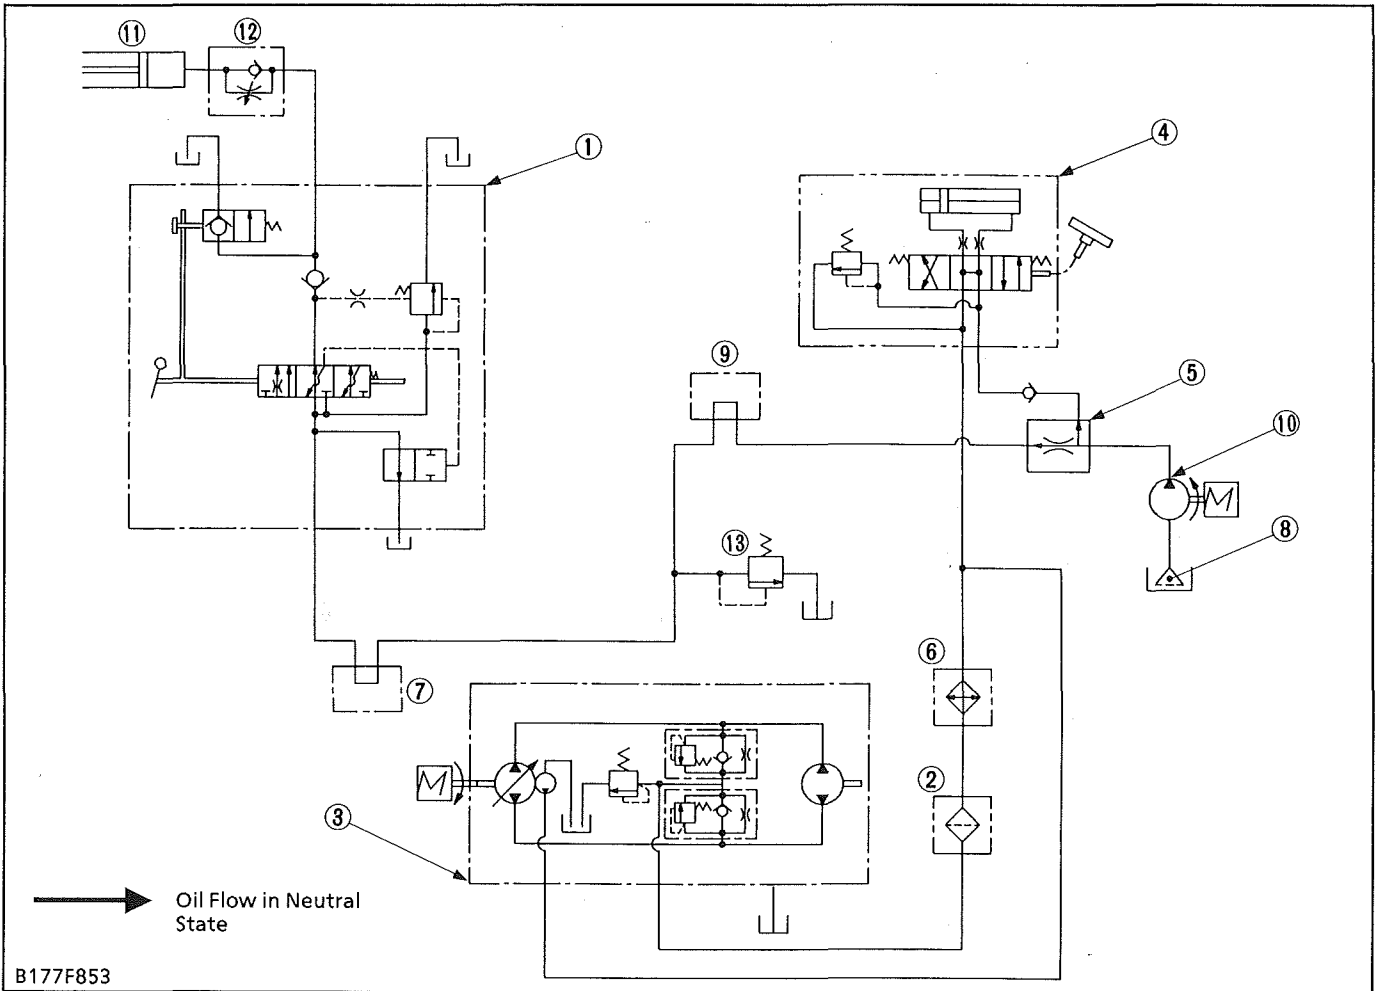 ⑪
⑫
①
④
⑨
⑤
⑩
⑬
⑧
⑥
⑦
②
③
M
M
Oil Flow in Neutral
State
B177F853